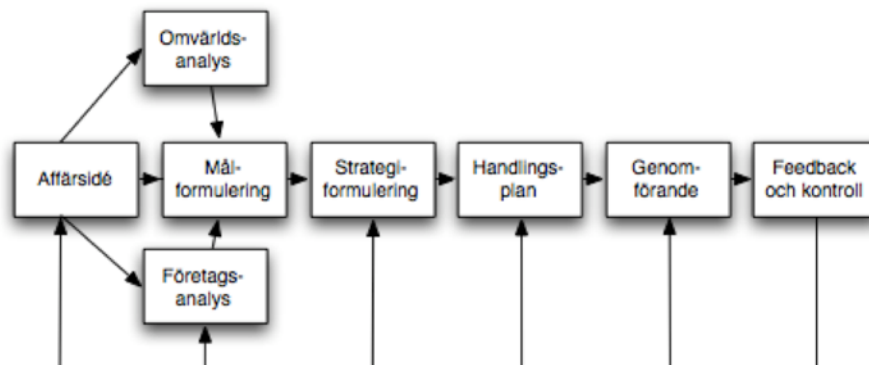 Omvärlds-
analys
Affärsidé
Mål-
formulering
Strategi-
formulering
Handlings-
plan
Genom-
förande
Feedback
och kontroll
Företags-
analys